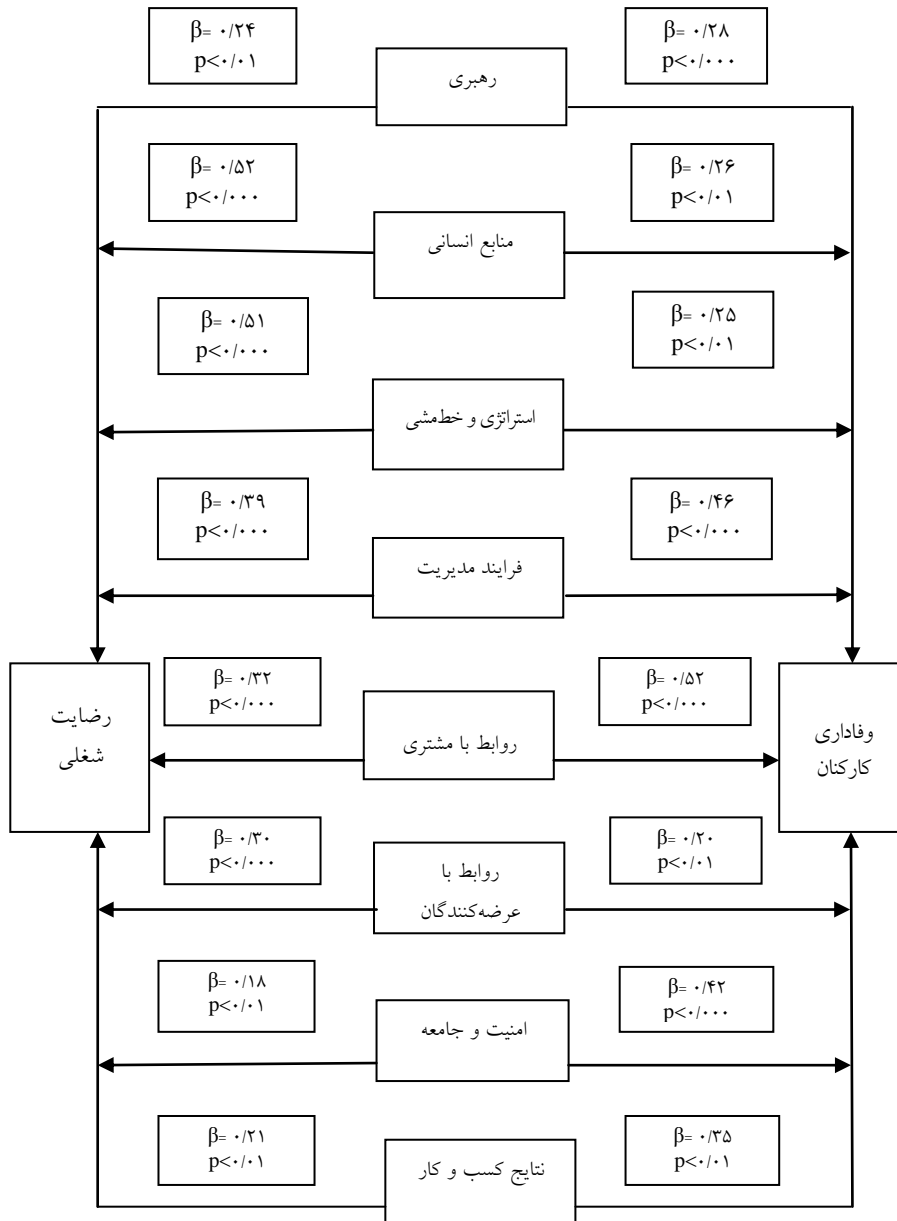 β= ۰/۲۴
p<۰/۰۱
β= ۰/۲۸
p<۰/۰۰۰
رهبری
β= ۰/۵۲
p<۰/۰۰۰
β= ۰/۲۶
p<۰/۰۱
منابع انسانی
β= ۰/۵۱
p<۰/۰۰۰
β= ۰/۲۵
p<۰/۰۱
استراتژی و خط‌مشی
β= ۰/۳۹
p<۰/۰۰۰
β= ۰/۴۶
p<۰/۰۰۰
فرایند مدیریت
رضایت
شغلی
β= ۰/۳۲
p<۰/۰۰۰
β= ۰/۵۲
p<۰/۰۰۰
روابط با مشتری
وفاداری
کارکنان
β= ۰/۳۰
p<۰/۰۰۰
β= ۰/۲۰
p<۰/۰۱
روابط با
عرضه‌کنندگان
β= ۰/۱۸
p<۰/۰۱
β= ۰/۴۲
p<۰/۰۰۰
امنیت و جامعه
β= ۰/۲۱
p<۰/۰۱
β= ۰/۳۵
p<۰/۰۱
نتایج کسب و کار